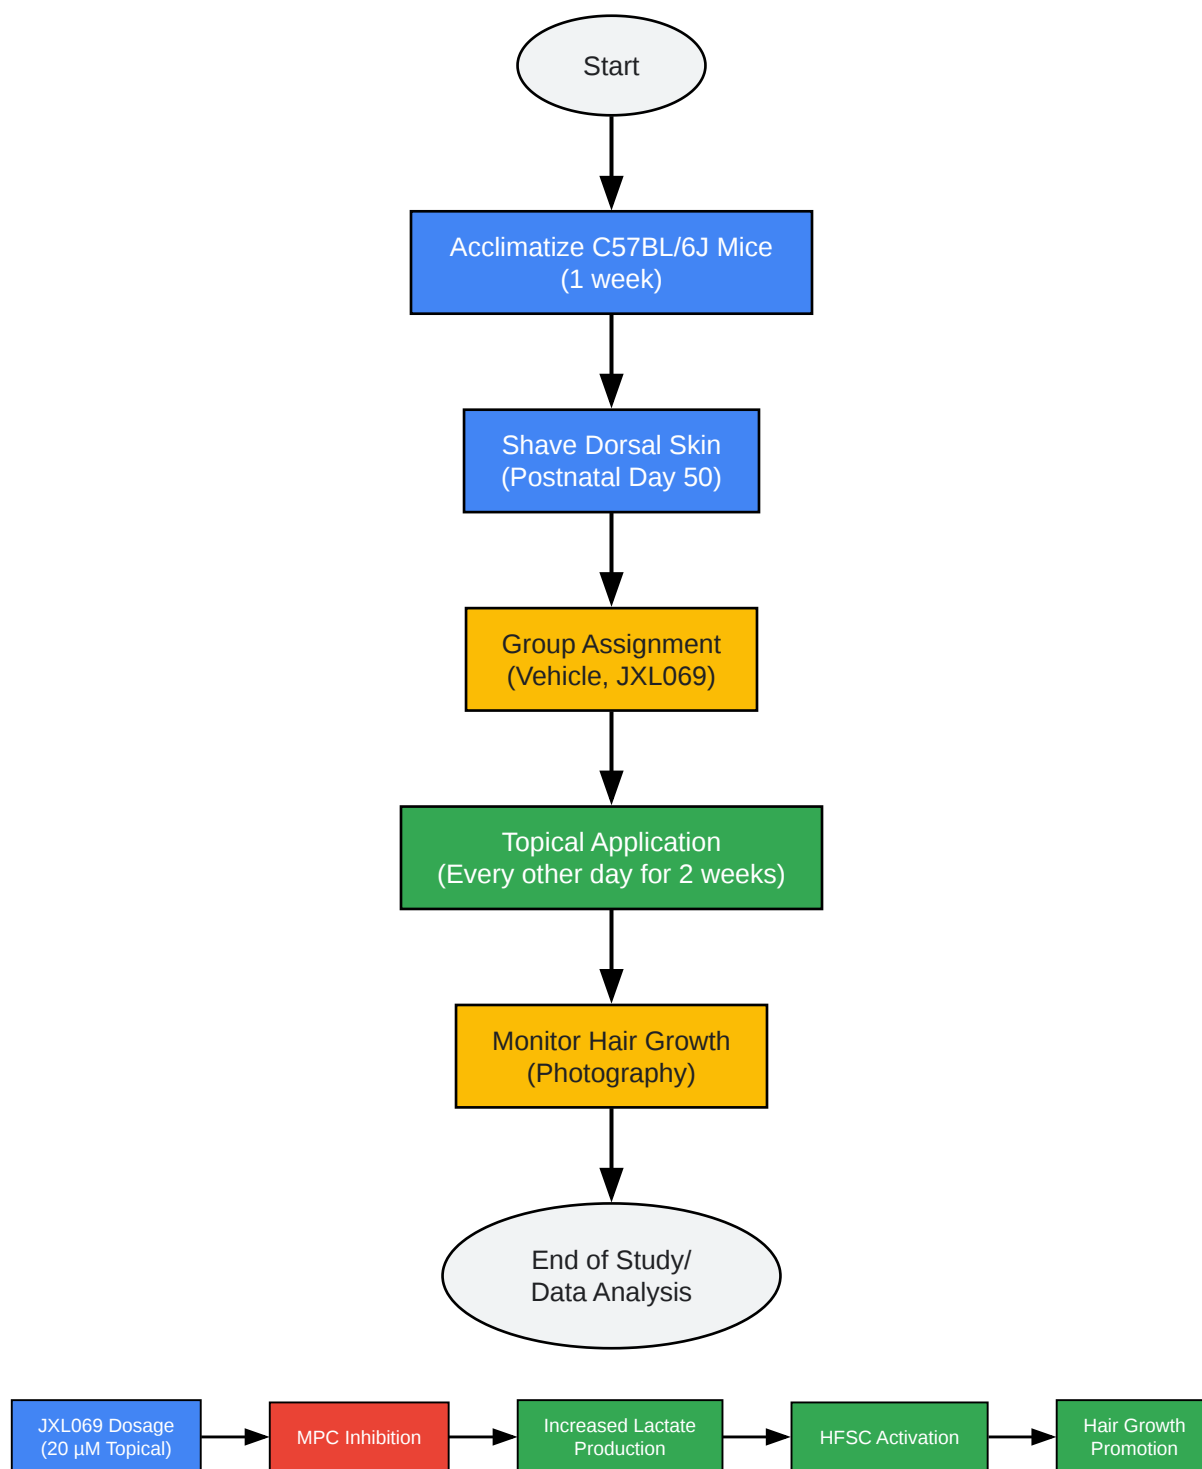 Start
Acclimatize C57BL/6J Mice
(1 week)
Shave Dorsal Skin
(Postnatal Day 50)
Group Assignment
(Vehicle, JXL069)
Topical Application
(Every other day for 2 weeks)
Monitor Hair Growth
(Photography)
End of Study/
Data Analysis
JXL069 Dosage
(20 µM Topical)
MPC Inhibition
Increased Lactate
Production
HFSC Activation
Hair Growth
Promotion